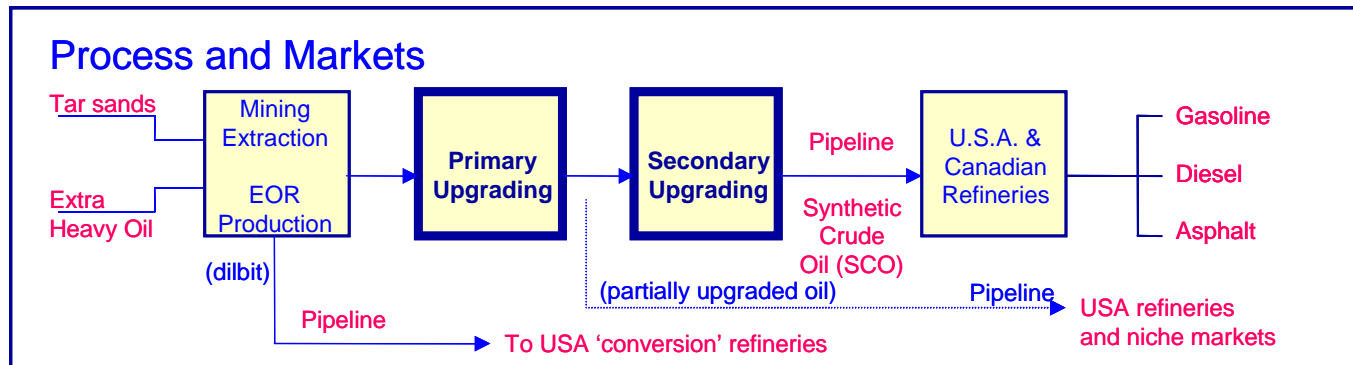 Process and Markets
Tar sands
Extra
Heavy Oil
Mining
Extraction
EOR
Production
Primary
Upgrading
Secondary
Upgrading
Pipeline
Synthetic
Crude
Oil (SCO)
U.S.A. &
Canadian
Refineries
Gasoline
Diesel
Asphalt
(dilbit)
Pipeline
To USA ‘conversion’ refineries
(partially upgraded oil)
Pipeline
USA refineries
and niche markets